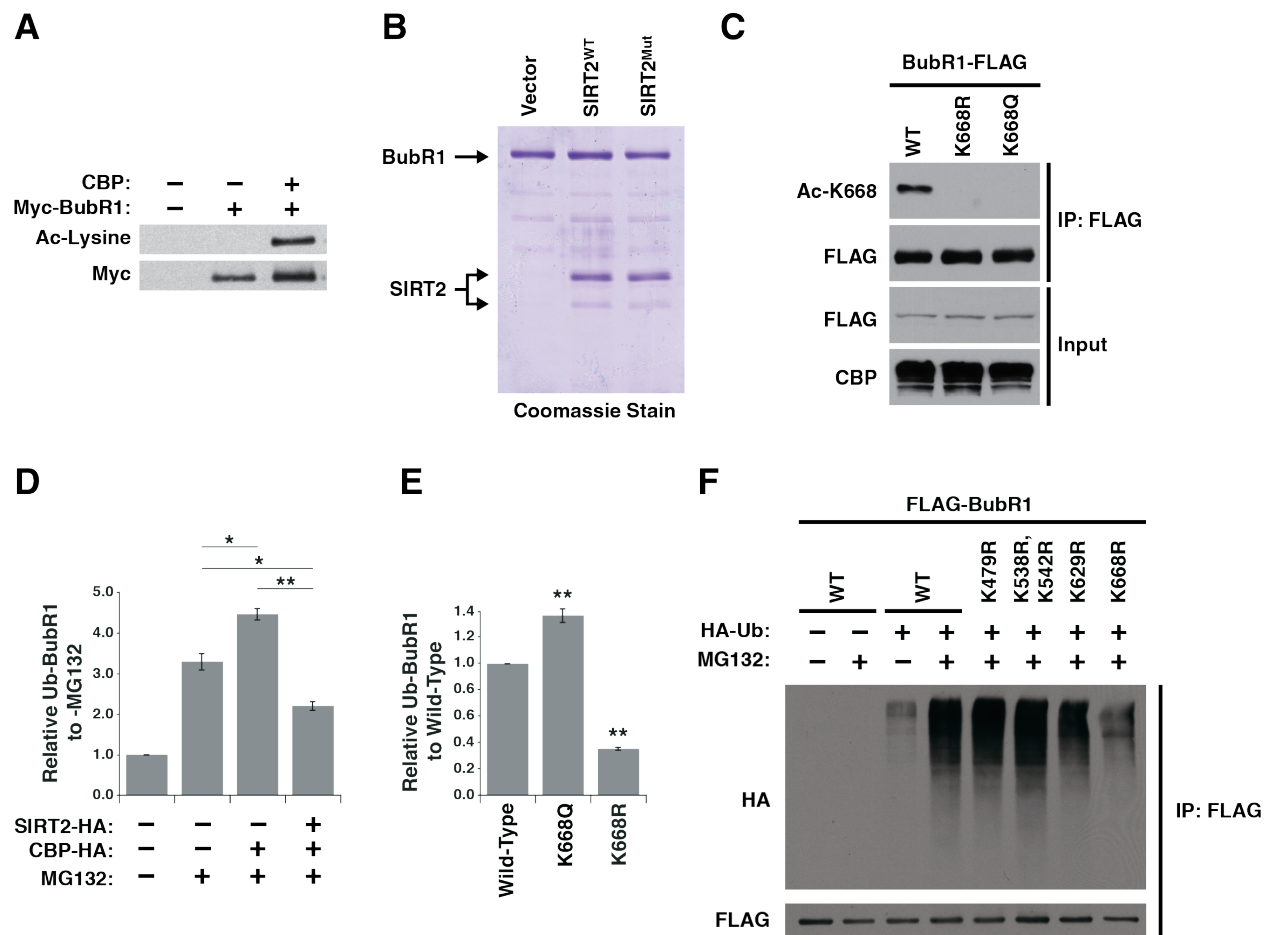 A
CBP: – – +
Myc-BubR1: – + +
Ac-Lysine
Myc
B
Vector
SIRT2WT
SIRT2Mut
BubR1
SIRT2
Coomassie Stain
C
BubR1-FLAG
WT
K668R
K668Q
Ac-K668
FLAG
IP: FLAG
FLAG
CBP
Input
D
* 
*
**
Relative Ub-BubR1
to -MG132
5.0
4.0
3.0
2.0
1.0
0.0
SIRT2-HA: – – – +
CBP-HA: – – + +
MG132: – + + +
E
Relative Ub-BubR1
to Wild-Type
1.4
1.2
1.0
0.6
0.6
0.4
0.2
0.0
**
**
Wild-Type
K668Q
K668R
F
FLAG-BubR1
WT
WT
K479R
K538R,
K542R
K629R
K668R
HA-Ub: – – + + + + + +
MG132: – + – + + + + +
HA
IP: FLAG
FLAG